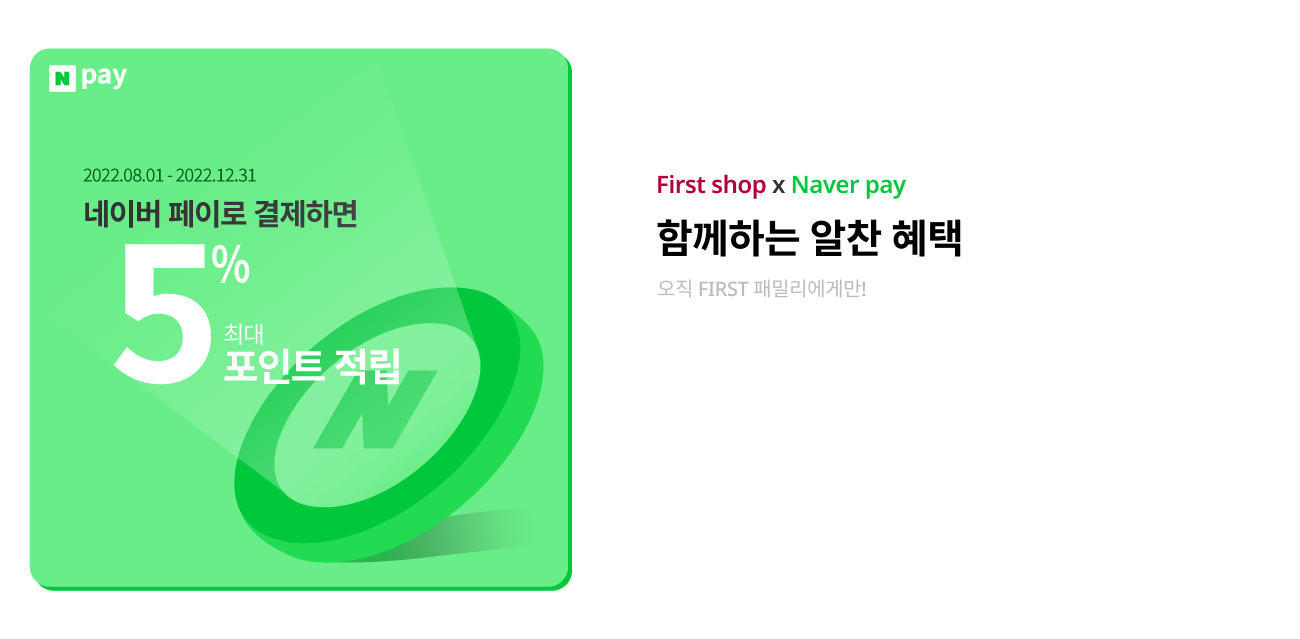 N pay
2022.08.01 - 2022.12.31
네이버 페이로 결제하면
5%
최대
포인트 적립
N
First shop x Naver pay
함께하는 알찬 혜택
오직 FIRST 패밀리에게만!